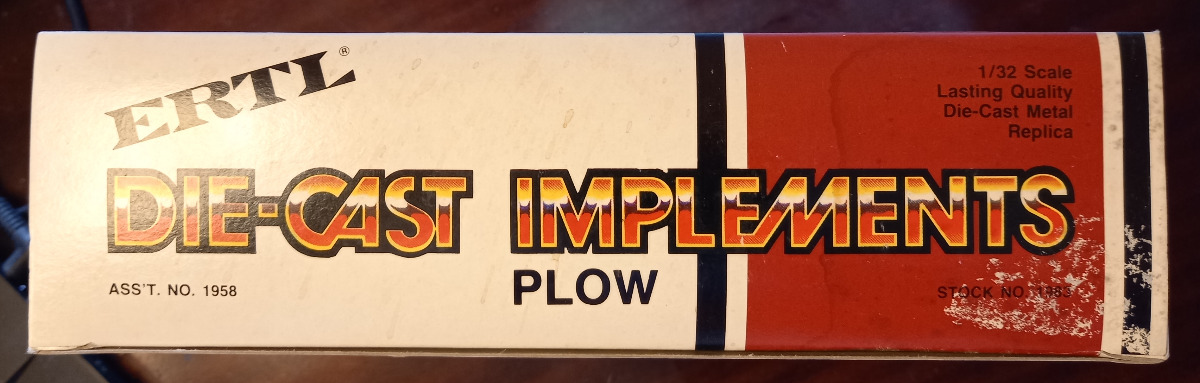 ERTL®
1/32 Scale
Lasting Quality
Die-Cast Metal
Replica
DIE-CAST IMPLEMENTS
PLOW
ASS'T. NO. 1958
STOCK NO.